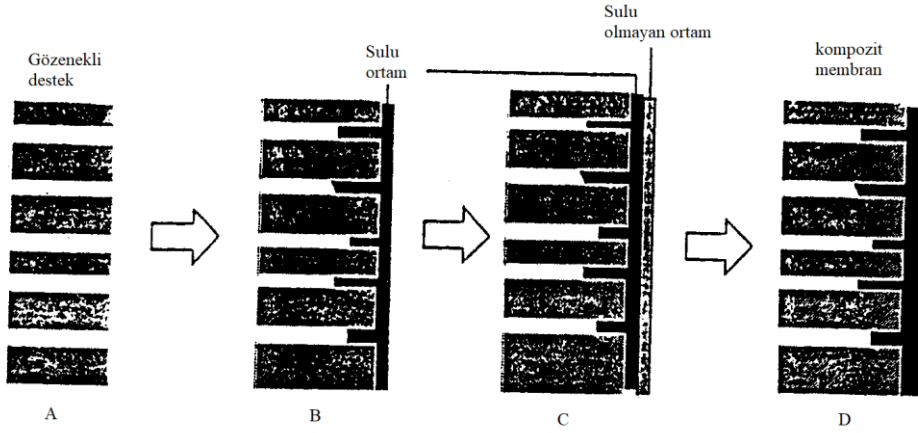 Gözenekli
destek
Sulu
ortam
Sulu
olmayan ortam
kompozit
membran
A
B
C
D